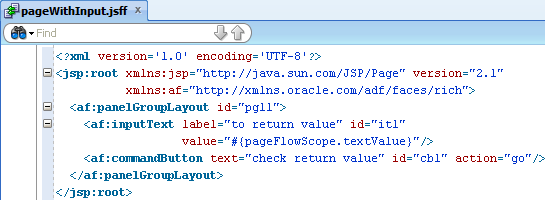 pageWithInput.jsff
Find
<?xml version='1.0' encoding='UTF-8'?>
<jsp:root xmlns:jsp="http://java.sun.com/JSP/Page" version="2.1"
xmlns:af="http://xmlns.oracle.com/adf/faces/rich">
<af:panelGroupLayout id="pgl1">
<af:inputText label="to return value" id="it1"
value="#{pageFlowScope.textValue}"/>
<af:commandButton text="check return value" id="cb1" action="go"/>
</af:panelGroupLayout>
</jsp:root>